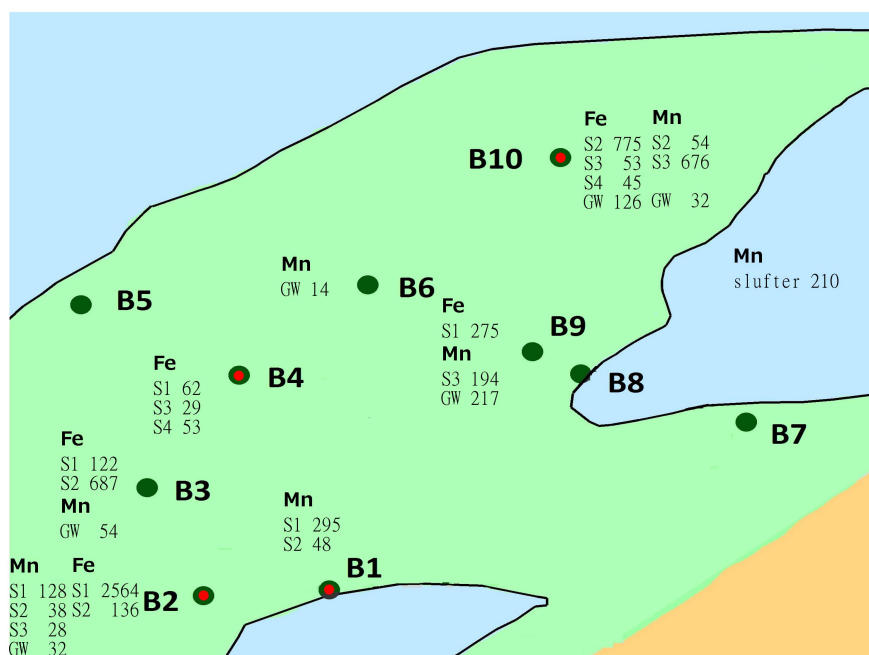 Fe Mn
S2 775 S2 54
S3 53 S3 676
S4 45
GW 126 GW 32
B10
Mn
slufter 210
Mn
GW 14
B6
B5
Fe
S1 275
Mn
S3 194
GW 217
B9
B8
B7
Fe
S1 62
S3 29
S4 53
B4
Fe
S1 122
S2 687
Mn
GW 54
B3
Mn
S1 295
S2 48
B1
Mn Fe
S1 128 S1 2564
S2 38 S2 136
S3 28
GW 32
B2